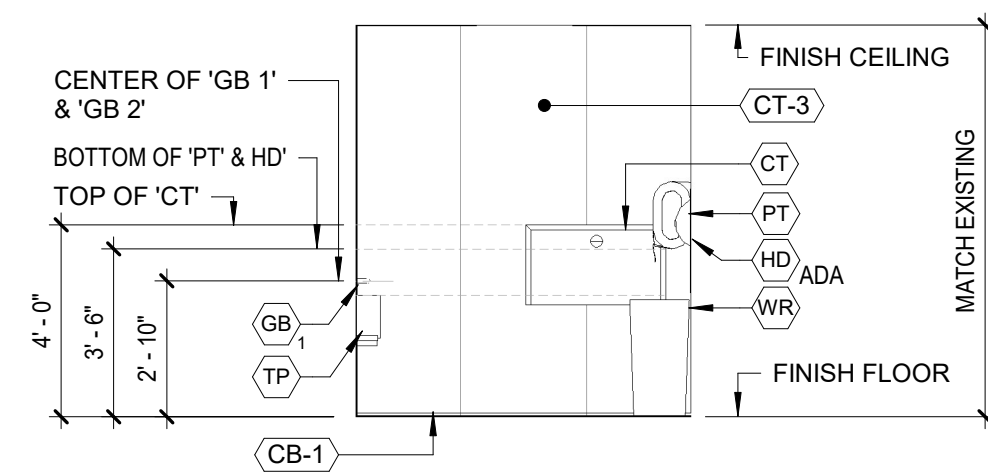 CENTER OF 'GB 1'
& 'GB 2'
BOTTOM OF 'PT' & HD'
TOP OF 'CT'
4' - 0"
3' - 6"
2' - 10"
GB
1
TP
CB-1
FINISH CEILING
CT-3
CT
PT
HD
ADA
WR
FINISH FLOOR
MATCH EXISTING